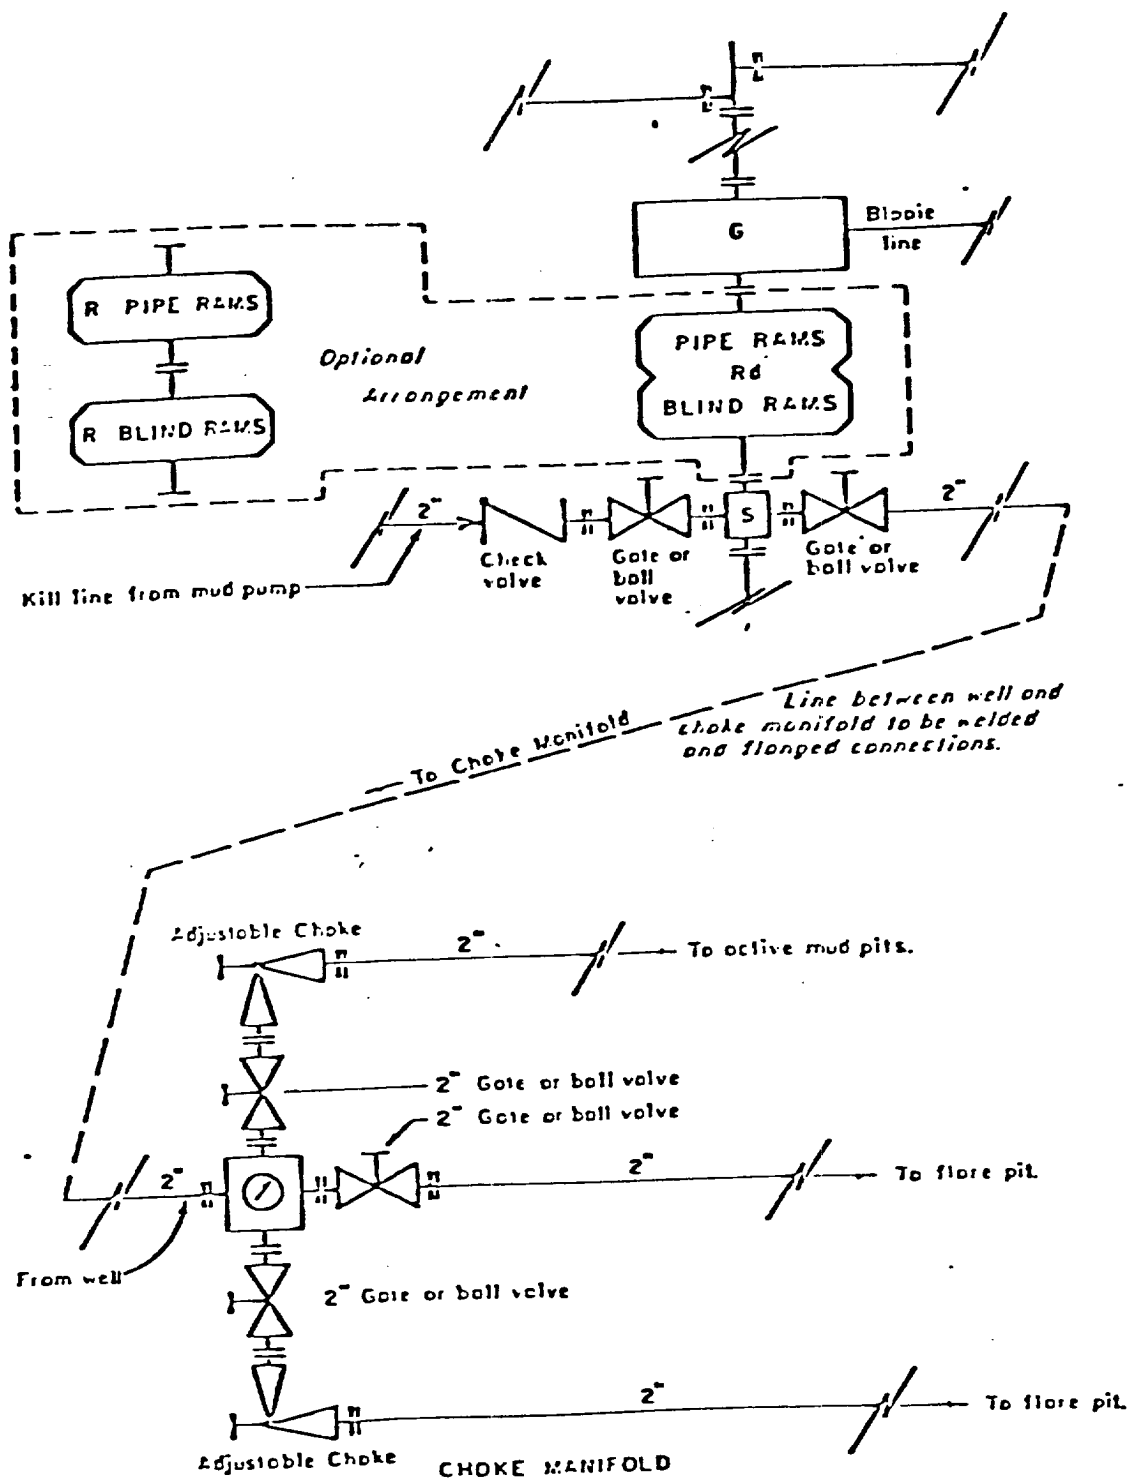 G
Blooie
line
R PIPE RAMS
R BLIND RAMS
Optional
Arrangement
PIPE RAMS
Rd
BLIND RAMS
2"
Check
valve
Gate or
ball
valve
S
Gate or
ball valve
2"
Kill line from mud pump
Line between well and
choke manifold to be welded
and flanged connections.
To Choke Manifold
Adjustable Choke
2"
To active mud pits.
2" Gate or ball valve
2" Gate or ball valve
2"
2"
To flare pit.
From well
2" Gate or ball valve
2"
To flare pit.
Adjustable Choke
CHOKE MANIFOLD